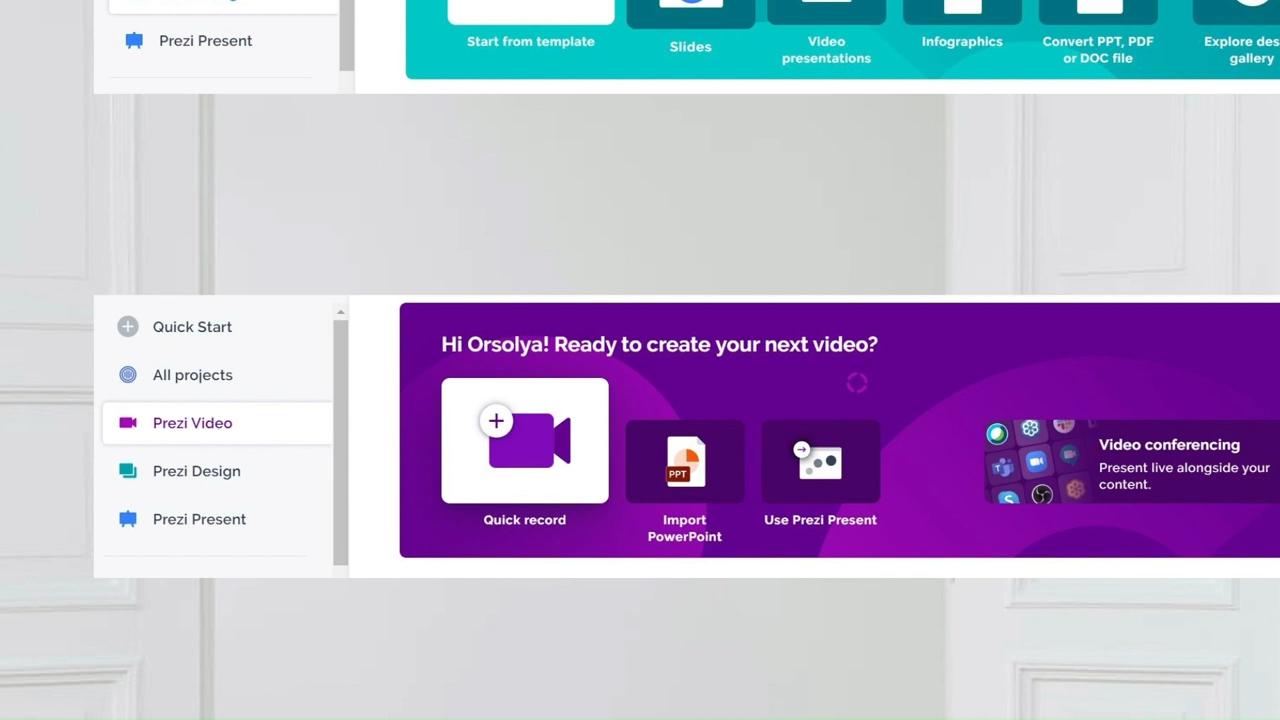 Prezi Present
Start from template
Slides
Video
presentations
Infographics
Convert PPT, PDF
or DOC file
Explore
gallery
Quick Start
All projects
Prezi Video
Prezi Design
Prezi Present
Hi Orsolya! Ready to create your next video?
Quick record
PPT
Import
PowerPoint
Use Prezi Present
Video conferencing
Present live alongside your
content.